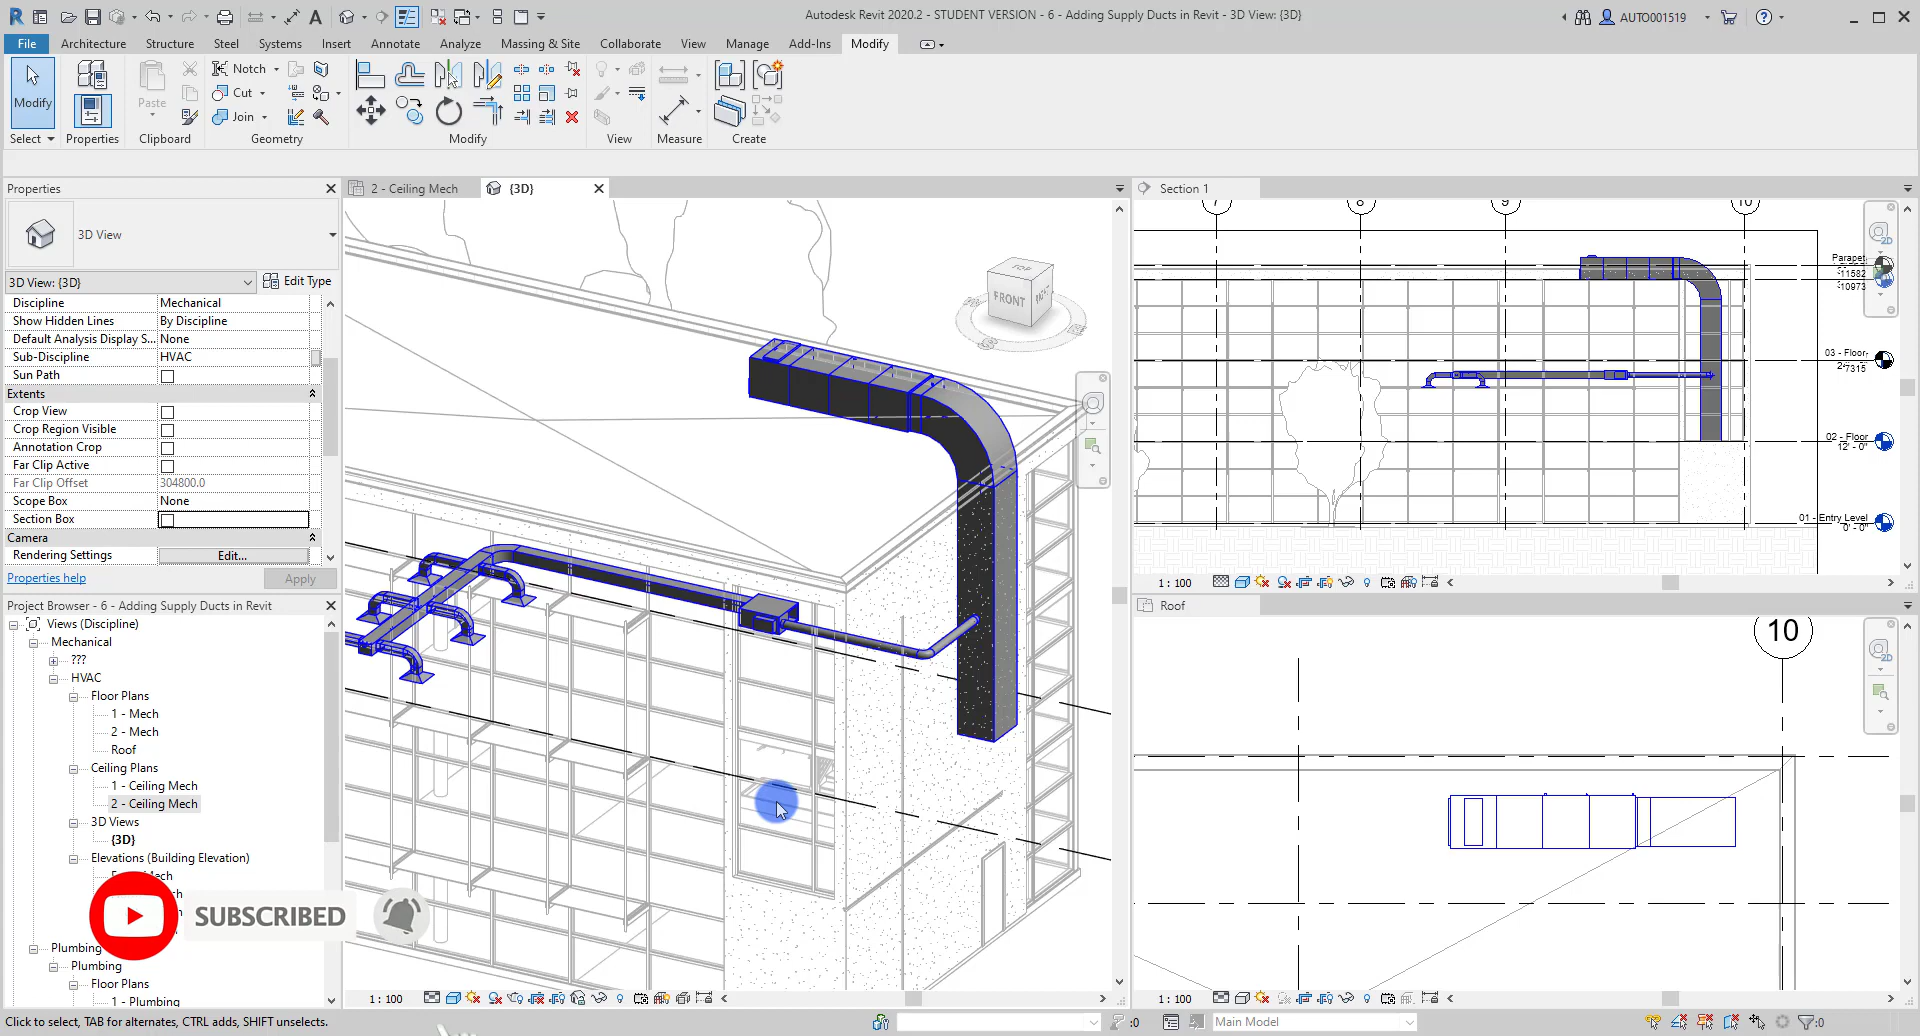 Autodesk Revit 2020.2 - STUDENT VERSION - 6 - Adding Supply Ducts in Revit - 3D View: {3D}
AUTO001519
File Architecture Structure Steel Systems Insert Annotate Analyze Massing & Site Collaborate View Manage Add-Ins Modify
Modify
Paste
Notch
Cut
Join
Select Properties Clipboard Geometry Modify View Measure Create
Properties
2 - Ceiling Mech
{3D}
Section 1
3D View
3D View: {3D}
Edit Type
Discipline Mechanical
Show Hidden Lines By Discipline
Default Analysis Display S... None
Sub-Discipline HVAC
Sun Path
Extents
Crop View
Crop Region Visible
Annotation Crop
Far Clip Active
Far Clip Offset 304800.0
Scope Box None
Section Box
Camera
Rendering Settings Edit...
Properties help
Apply
Project Browser - 6 - Adding Supply Ducts in Revit
Views (Discipline)
Mechanical
???
HVAC
Floor Plans
1 - Mech
2 - Mech
Roof
Ceiling Plans
1 - Ceiling Mech
2 - Ceiling Mech
3D Views
{3D}
Elevations (Building Elevation)
SUBSCRIBED
Plumbing
Plumbing
Floor Plans
1 - Plumbing
TOP
FRONT
1 : 100
7 8 9 10
Parapet
11582
10973
03 - Floor
7315
02 - Floor
12' - 0"
01 - Entry Level
0' - 0"
1 : 100
Roof
10
1 : 100
Click to select, TAB for alternates, CTRL adds, SHIFT unselects.
:0
Main Model
:0